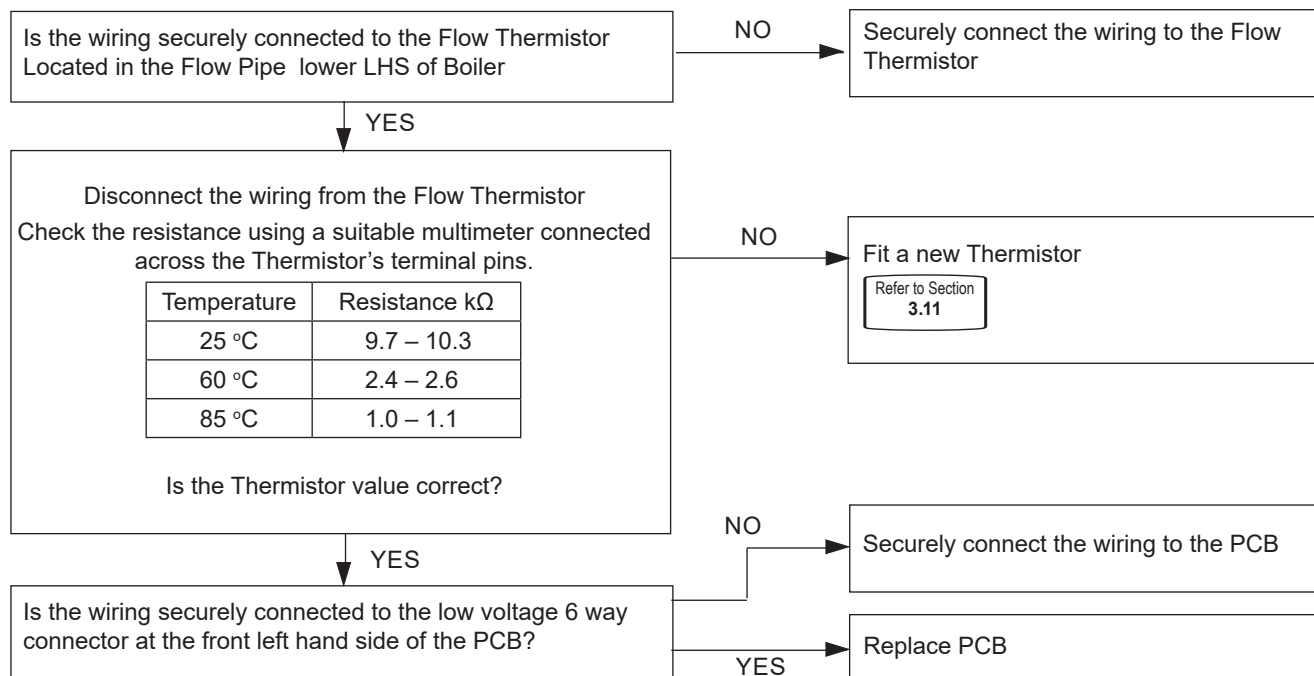 Is the wiring securely connected to the Flow Thermistor
Located in the Flow Pipe lower LHS of Boiler
NO
Securely connect the wiring to the Flow
Thermistor
YES
Disconnect the wiring from the Flow Thermistor
Check the resistance using a suitable multimeter connected
across the Thermistor’s terminal pins.
Temperature Resistance kΩ
25 °C 9.7 – 10.3
60 °C 2.4 – 2.6
85 °C 1.0 – 1.1
Is the Thermistor value correct?
NO
Fit a new Thermistor
Refer to Section
3.11
YES
Is the wiring securely connected to the low voltage 6 way
connector at the front left hand side of the PCB?
NO
Securely connect the wiring to the PCB
YES
Replace PCB